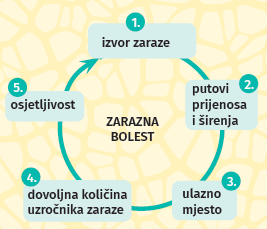 1.
izvor zaraze
2.
putovi
prijenosa
i širenja
3.
ulazno
mjesto
4.
dovoljna količina
uzročnika zaraze
5.
osjetljivost
ZARAZNA
BOLEST